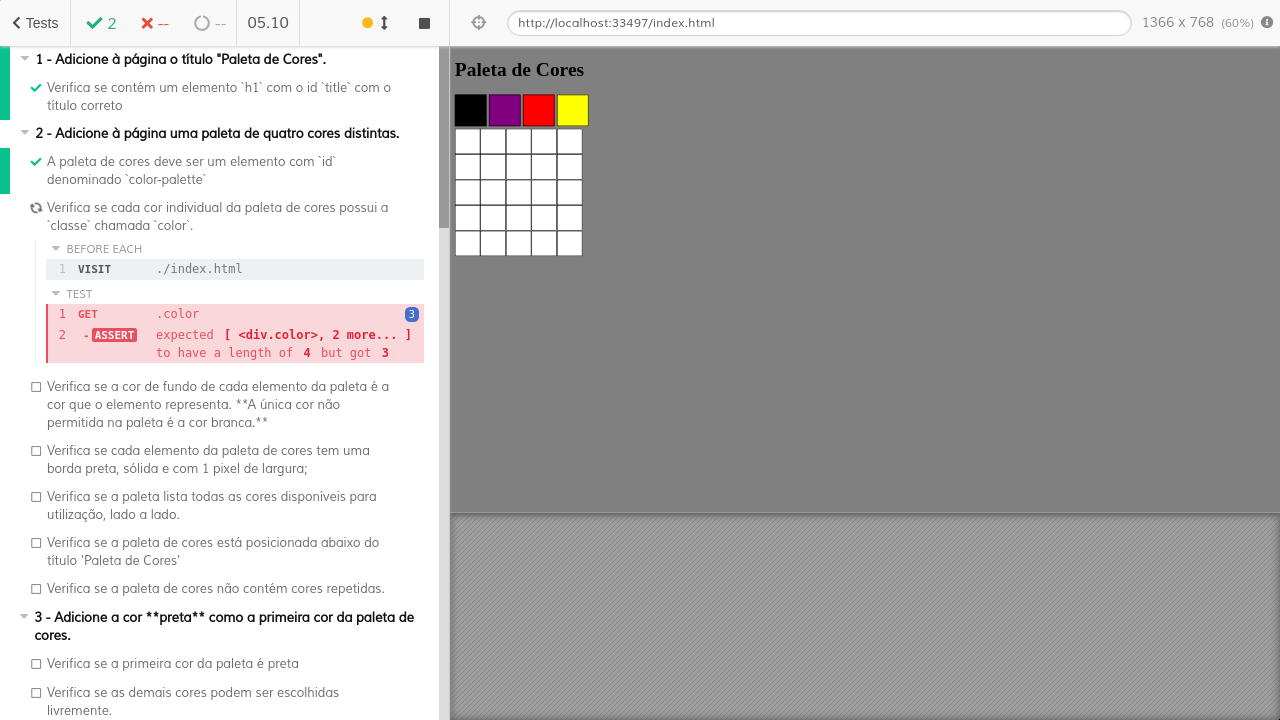 Tests
2
--
--
05.10
http://localhost:33497/index.html
1366 x 768 (60%)
1 - Adicione à página o título "Paleta de Cores".
Verifica se contém um elemento `h1` com o id `title` com o
título correto
2 - Adicione à página uma paleta de quatro cores distintas.
A paleta de cores deve ser um elemento com `id`
denominado `color-palette`
Verifica se cada cor individual da paleta de cores possui a
`classe` chamada `color`.
BEFORE EACH
1 VISIT ./index.html
TEST
1 GET .color 3
2 -ASSERT expected [ <div.color>, 2 more... ]
to have a length of 4 but got 3
Verifica se a cor de fundo de cada elemento da paleta é a
cor que o elemento representa. **A única cor não
permitida na paleta é a cor branca.**
Verifica se cada elemento da paleta de cores tem uma
borda preta, sólida e com 1 pixel de largura;
Verifica se a paleta lista todas as cores disponíveis para
utilização, lado a lado.
Verifica se a paleta de cores está posicionada abaixo do
título 'Paleta de Cores'
Verifica se a paleta de cores não contém cores repetidas.
3 - Adicione a cor **preta** como a primeira cor da paleta de
cores.
Verifica se a primeira cor da paleta é preta
Verifica se as demais cores podem ser escolhidas
livremente.
Paleta de Cores